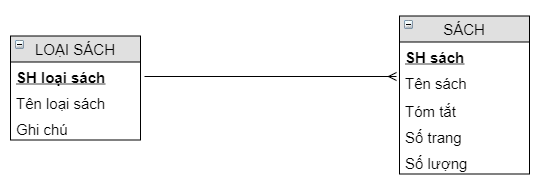 LOẠI SÁCH
SH loại sách
Tên loại sách
Ghi chú
SÁCH
SH sách
Tên sách
Tóm tắt
Số trang
Số lượng